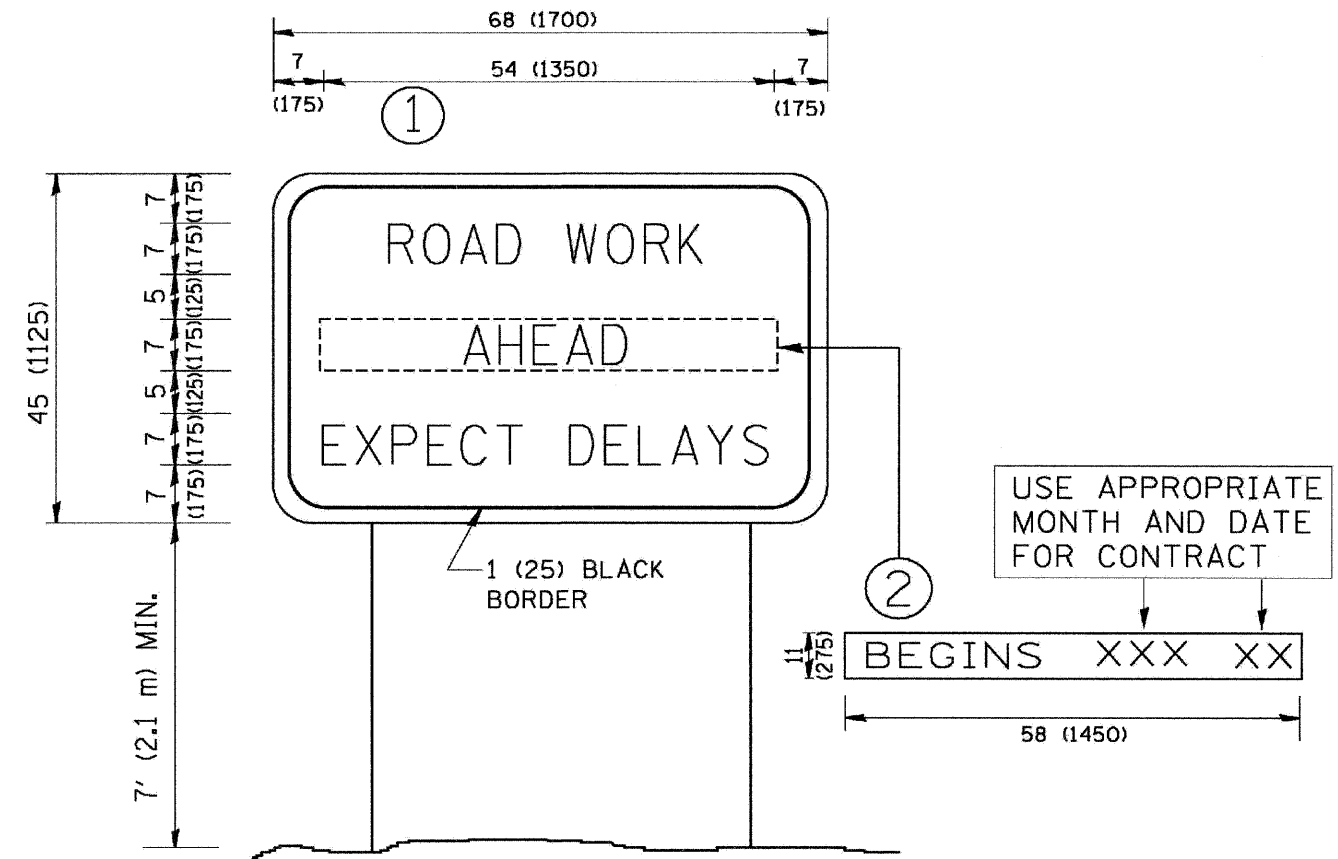 68 (1700)
7 54 (1350) 7
(175) (175)
1
45 (1125)
7 (175)
7 (175)
5 (125)
7 (175)
5 (125)
7 (175)
7 (175)
7' (2.1 m) MIN.
ROAD WORK
AHEAD
EXPECT DELAYS
1 (25) BLACK
BORDER
USE APPROPRIATE
MONTH AND DATE
FOR CONTRACT
2
11
(275)
BEGINS XXX XX
58 (1450)